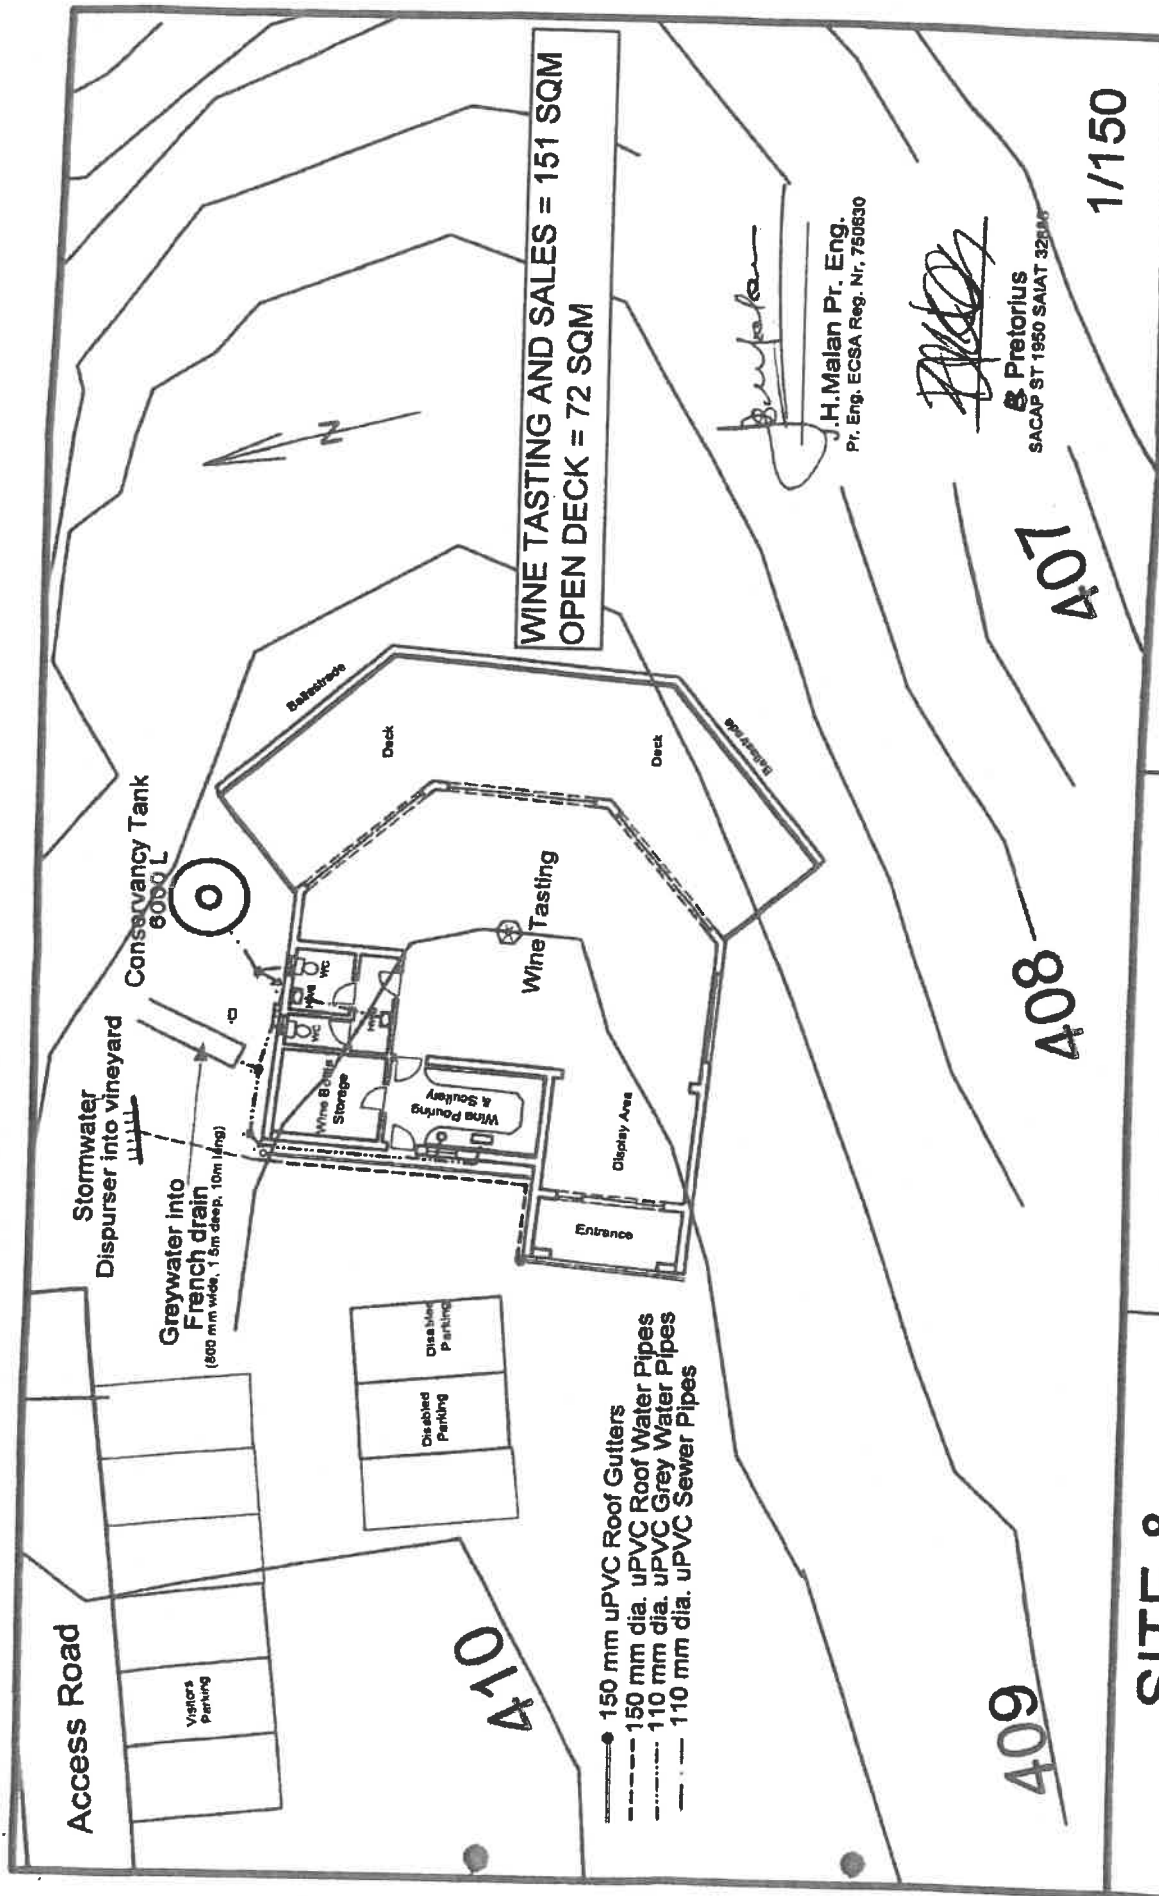 Access Road
Visitors
Parking
Stormwater
Dispurser into vineyard
Greywater into
French drain
(800 mm wide, 1.5m deep, 10m long)
Conservancy Tank
6000 L
Disabled
Parking
Disabled
Parking
Ballastrade
Deck
Deck
Ballastrade
WC
WC
Wine Bottle
Storage
Wine Pouring
& Scullery
Wine Tasting
Display Area
Entrance
N
WINE TASTING AND SALES = 151 SQM
OPEN DECK = 72 SQM
410
409
408
407
150 mm uPVC Roof Gutters
150 mm dia. uPVC Roof Water Pipes
110 mm dia. uPVC Grey Water Pipes
110 mm dia. uPVC Sewer Pipes
J.H.Malan Pr. Eng.
Pr. Eng. ECSA Reg. Nr. 750630
Pretorius
SACAP ST 1950 SAIAT
1/150
SITE &